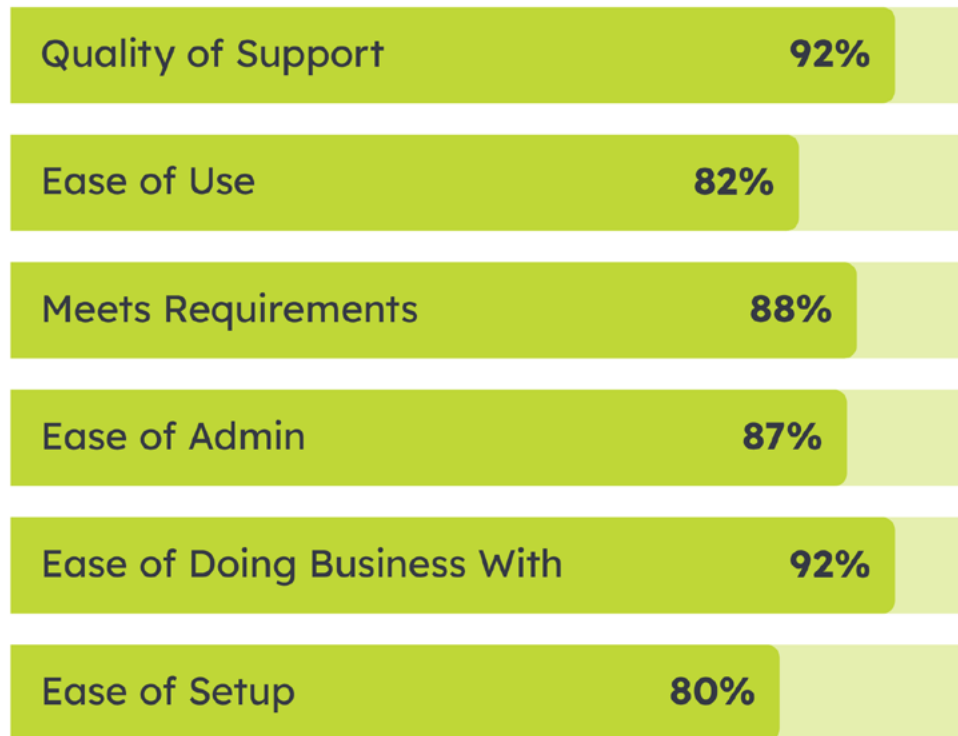 Quality of Support 92%
Ease of Use 82%
Meets Requirements 88%
Ease of Admin 87%
Ease of Doing Business With 92%
Ease of Setup 80%